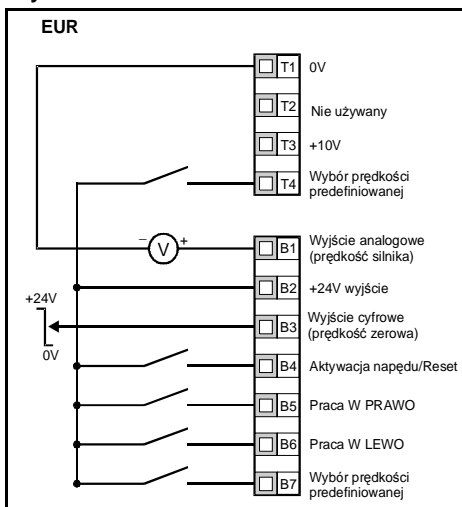 EUR
T1 0V
T2 Nie używany
T3 +10V
T4 Wybór prędkości
predefiniowanej
– V +
B1 Wyjście analogowe
(prędkość silnika)
B2 +24V wyjście
+24V
0V
B3 Wyjście cyfrowe
(prędkość zerowa)
B4 Aktywacja napędu/Reset
B5 Praca W PRAWO
B6 Praca W LEWO
B7 Wybór prędkości
predefiniowanej